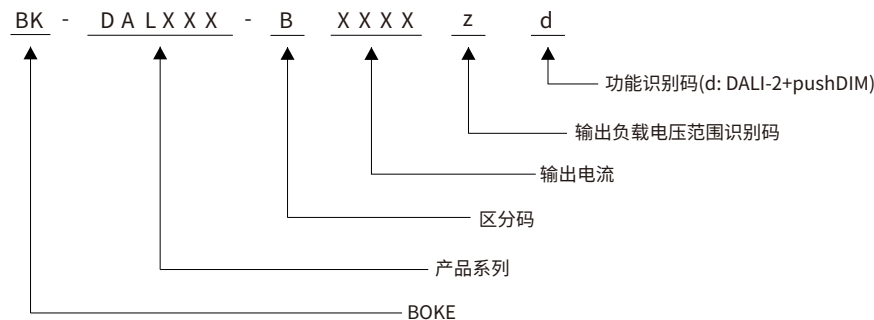 BK - DALXXX - B XXXX z d
功能识别码(d: DALI-2+pushDIM)
输出负载电压范围识别码
输出电流
区分码
产品系列
BOKE